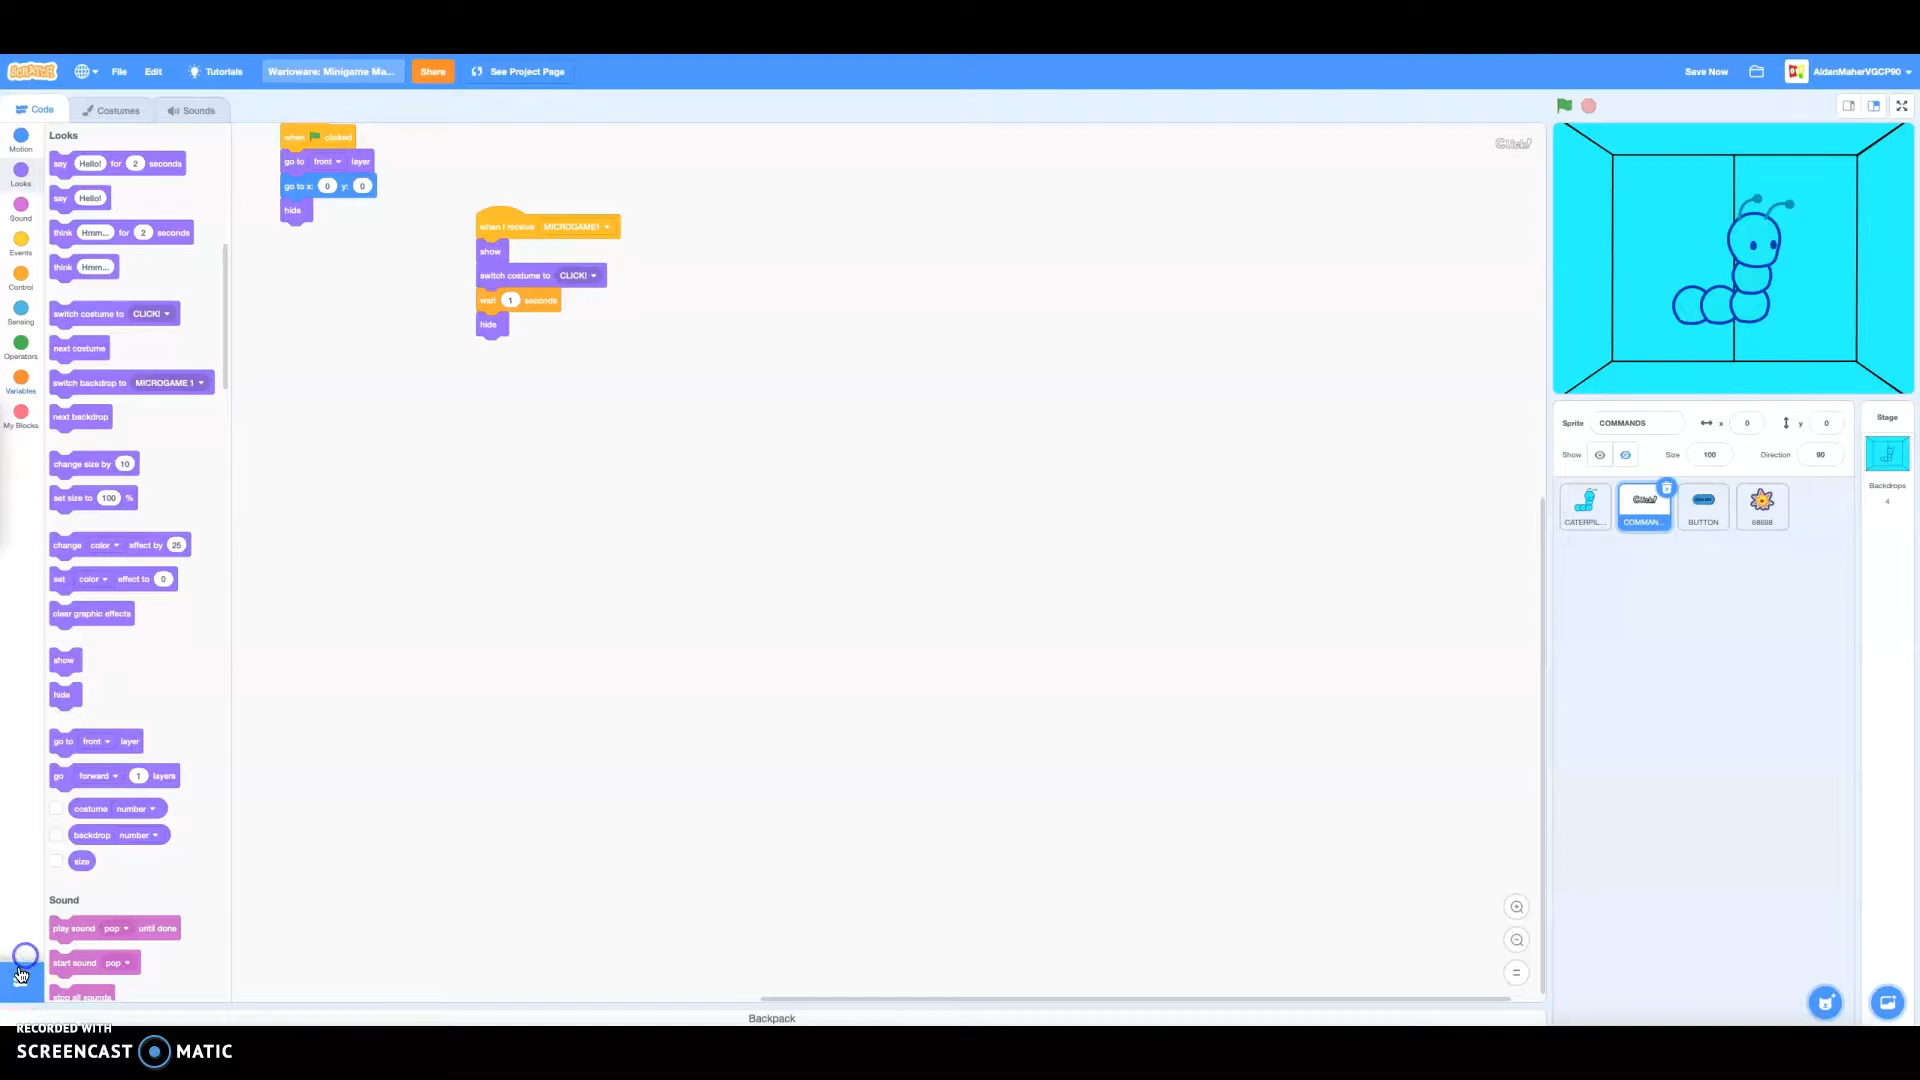 SCRATCH File Edit Tutorials Warioware: Minigame Ma... Share See Project Page Save Now AidanMaherVGCP90
Code Costumes Sounds
Motion
Looks
Sound
Events
Control
Sensing
Operators
Variables
My Blocks
Looks
say Hello! for 2 seconds
say Hello!
think Hmm... for 2 seconds
think Hmm...
switch costume to CLICK!
next costume
switch backdrop to MICROGAME 1
next backdrop
change size by 10
set size to 100 %
change color effect by 25
set color effect to 0
clear graphic effects
show
hide
go to front layer
go forward 1 layers
costume number
backdrop number
size
Sound
play sound pop until done
start sound pop
stop all sounds
when clicked
go to front layer
go to x: 0 y: 0
hide
when I receive MICROGAME1
show
switch costume to CLICK!
wait 1 seconds
hide
Click!
Sprite COMMANDS x 0 y 0
Show Size 100 Direction 90
CATERPIL...
Click!
COMMAN...
BUTTON
68698
Stage
Backdrops
4
Backpack
RECORDED WITH
SCREENCAST MATIC